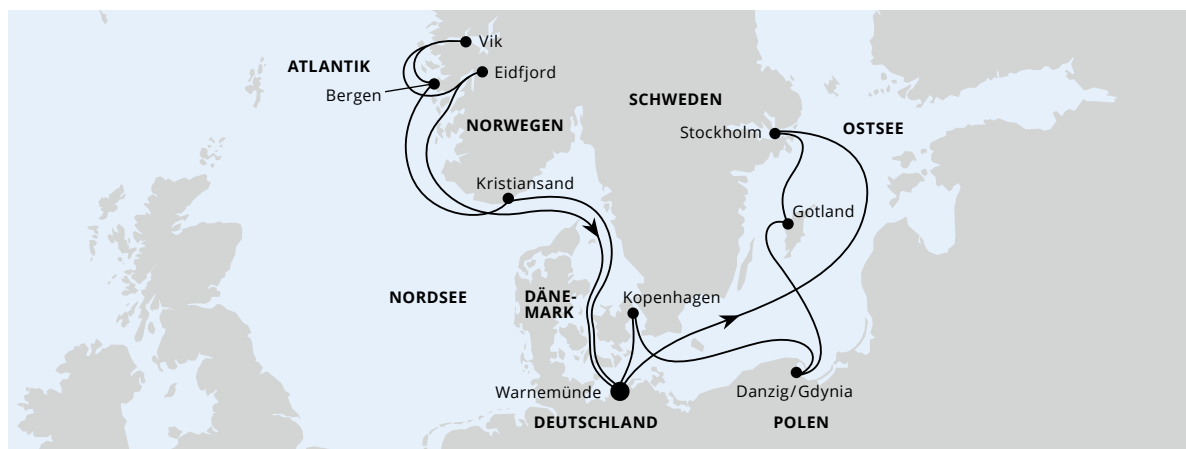 Vik
ATLANTIK
Eidfjord
Bergen
SCHWEDEN
NORWEGEN
OSTSEE
Stockholm
Kristiansand
Gotland
NORDSEE
DÄNE-
MARK
Kopenhagen
Warnemünde
Danzig/Gdynia
DEUTSCHLAND
POLEN